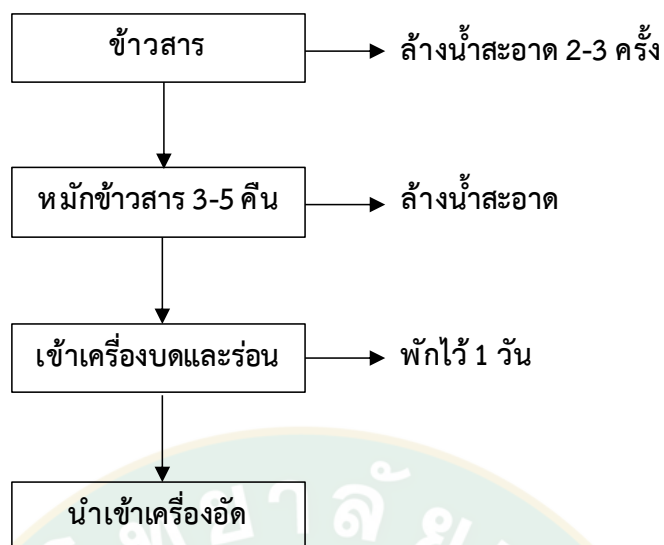 ข้าวสาร
ล้างน้ำสะอาด 2-3 ครั้ง
หมักข้าวสาร 3-5 คืน
ล้างน้ำสะอาด
เข้าเครื่องบดและร่อน
พักไว้ 1 วัน
นำเข้าเครื่องอัด